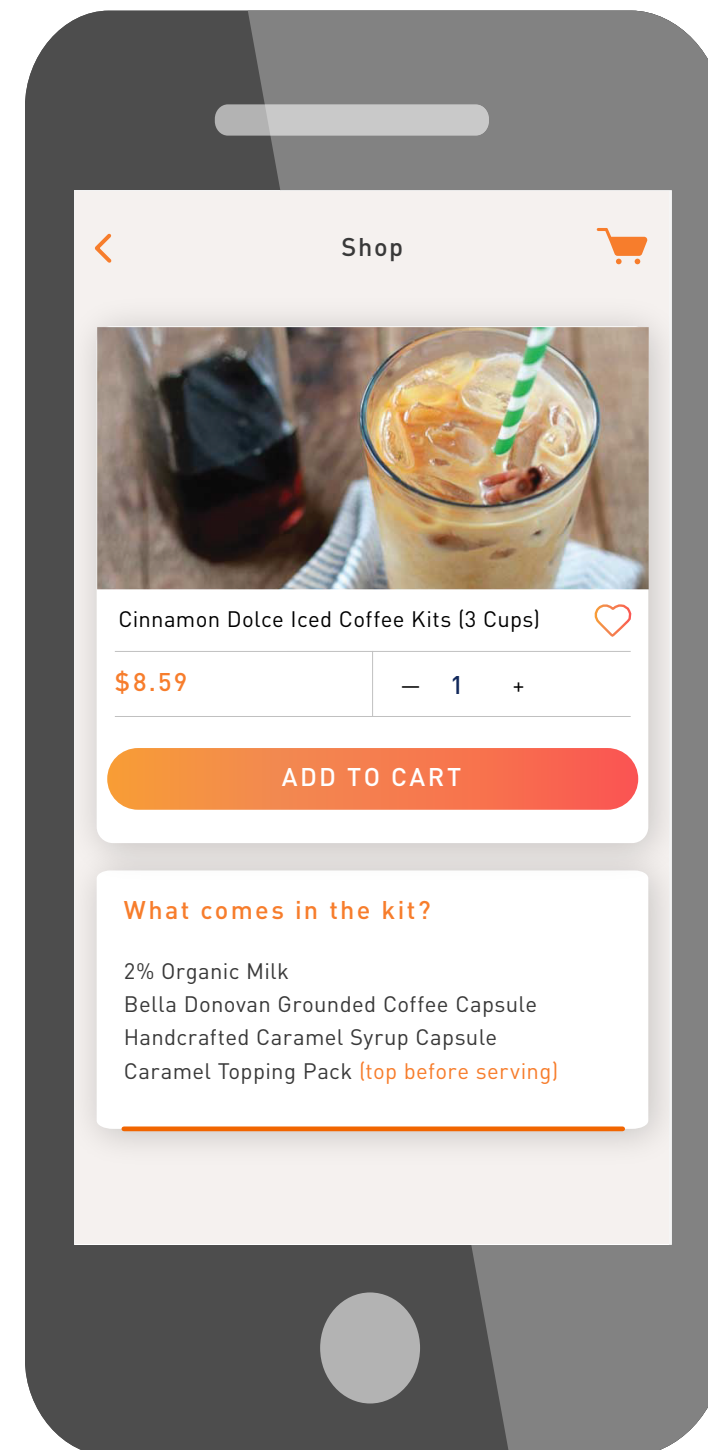 Shop
Cinnamon Dolce Iced Coffee Kits (3 Cups)
$8.59 — 1 +
ADD TO CART
What comes in the kit?
2% Organic Milk
Bella Donovan Grounded Coffee Capsule
Handcrafted Caramel Syrup Capsule
Caramel Topping Pack (top before serving)